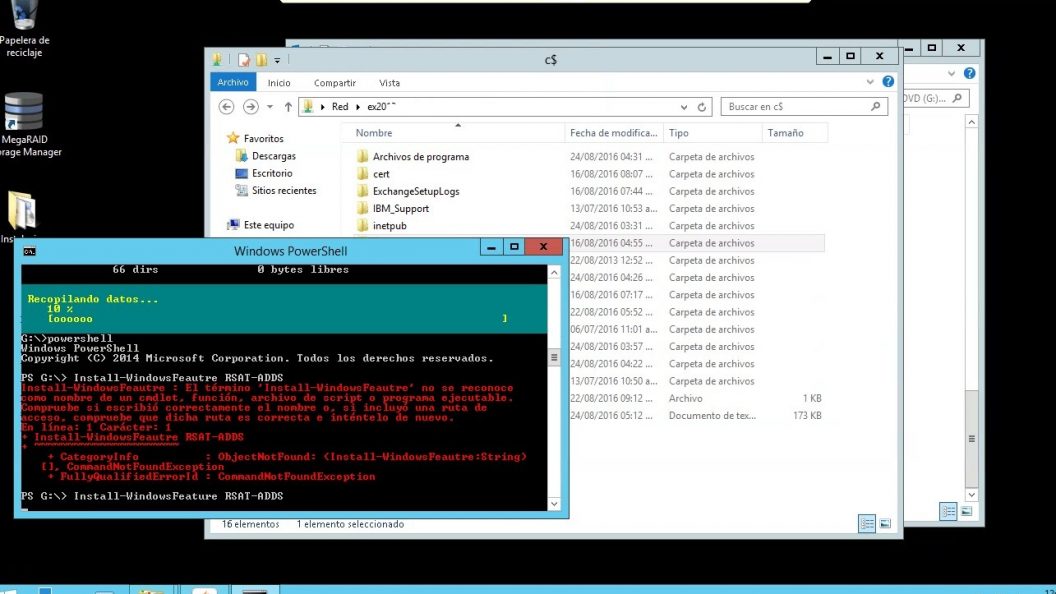 Papelera de
reciclaje
MegaRAID
orage Manager
c$
Archivo Inicio Compartir Vista
Red ex20^~
Buscar en c$
DVD (G:)...
Favoritos
Descargas
Escritorio
Sitios recientes
Este equipo
Nombre Fecha de modifica... Tipo Tamaño
Archivos de programa 24/08/2016 04:31 ... Carpeta de archivos
cert 16/08/2016 08:07 ... Carpeta de archivos
ExchangeSetupLogs 16/08/2016 07:44 ... Carpeta de archivos
IBM_Support 13/07/2016 10:53 a... Carpeta de archivos
inetpub 24/08/2016 03:31 ... Carpeta de archivos
16/08/2016 04:55 ... Carpeta de archivos
22/08/2013 12:52 ... Carpeta de archivos
24/08/2016 04:26 ... Carpeta de archivos
16/08/2016 07:17 ... Carpeta de archivos
22/08/2016 05:52 ... Carpeta de archivos
06/07/2016 11:01 a... Carpeta de archivos
24/08/2016 03:57 ... Carpeta de archivos
24/08/2016 04:22 ... Carpeta de archivos
13/07/2016 10:50 a... Carpeta de archivos
22/08/2016 09:12 ... Archivo 1 KB
24/08/2016 05:12 ... Documento de tex... 173 KB
16 elementos 1 elemento seleccionado
Windows PowerShell
66 dirs 0 bytes libres
Recopilando datos...
10 %
[oooooo ]
G:\>powershell
Windows PowerShell
Copyright (C) 2014 Microsoft Corporation. Todos los derechos reservados.
PS G:\> Install-WindowsFeautre RSAT-ADDS
Install-WindowsFeautre : El término 'Install-WindowsFeautre' no se reconoce
como nombre de un cmdlet, función, archivo de script o programa ejecutable.
Compruebe si escribió correctamente el nombre o, si incluyó una ruta de
acceso, compruebe que dicha ruta es correcta e inténtelo de nuevo.
En línea: 1 Carácter: 1
+ Install-WindowsFeautre RSAT-ADDS
+ ~~~~~~~~~~~~~~~~~~~~~~
+ CategoryInfo : ObjectNotFound: (Install-WindowsFeautre:String)
[], CommandNotFoundException
+ FullyQualifiedErrorId : CommandNotFoundException
PS G:\> Install-WindowsFeature RSAT-ADDS